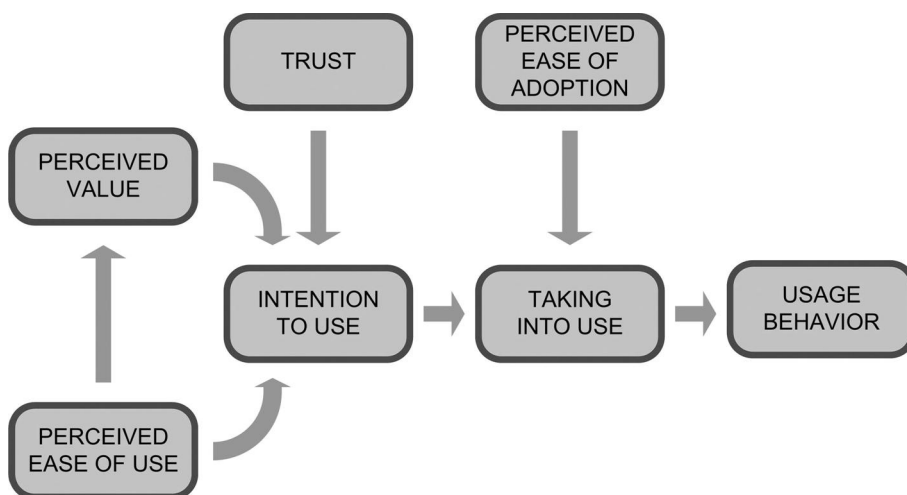 TRUST
PERCEIVED
EASE OF
ADOPTION
PERCEIVED
VALUE
INTENTION
TO USE
TAKING
INTO USE
USAGE
BEHAVIOR
PERCEIVED
EASE OF USE